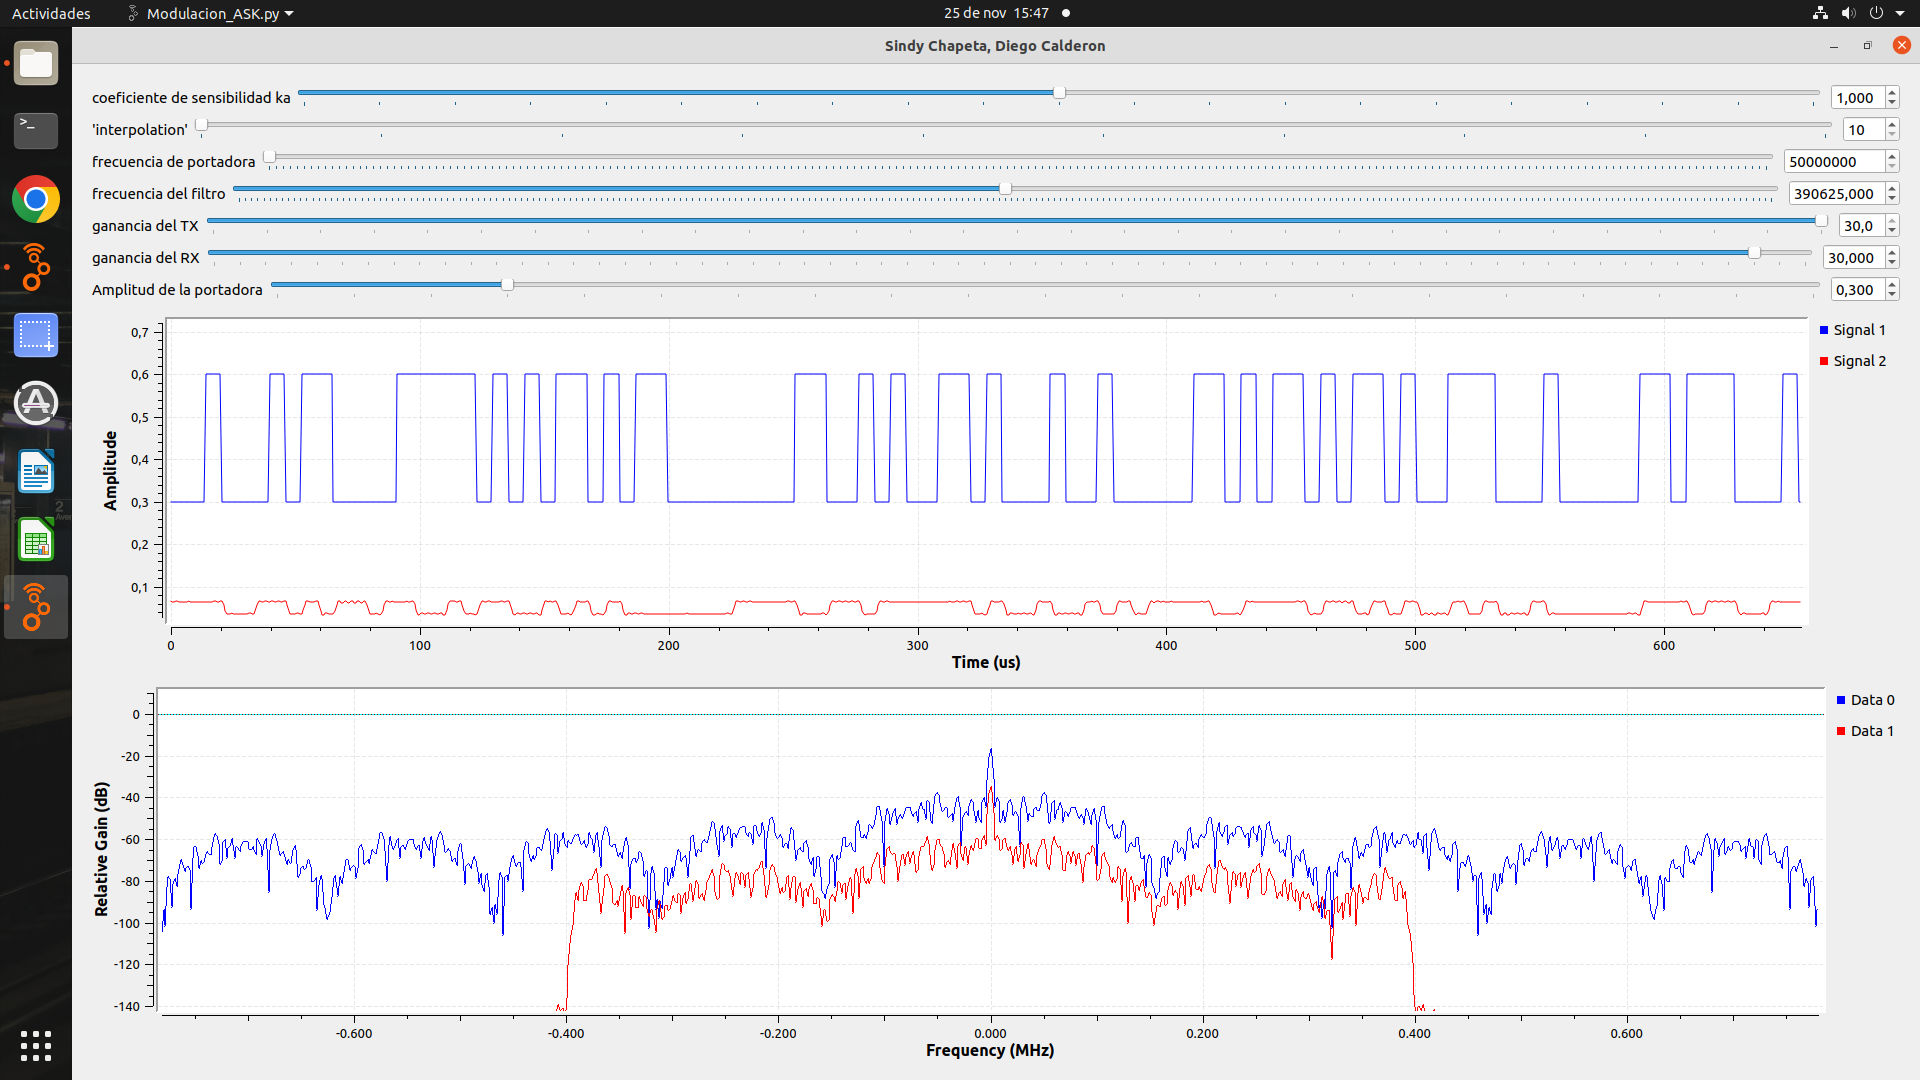 Actividades
Modulacion_ASK.py
25 de nov 15:47
Sindy Chapeta, Diego Calderon
coeficiente de sensibilidad ka
1,000
'interpolation'
10
frecuencia de portadora
50000000
frecuencia del filtro
390625,000
ganancia del TX
30,0
ganancia del RX
30,000
Amplitud de la portadora
0,300
0,7
0,6
0,5
0,4
0,3
0,2
0,1
Amplitude
0 100 200 300 400 500 600
Time (us)
Signal 1
Signal 2
0
-20
-40
-60
-80
-100
-120
-140
Relative Gain (dB)
-0.600 -0.400 -0.200 0.000 0.200 0.400 0.600
Frequency (MHz)
Data 0
Data 1